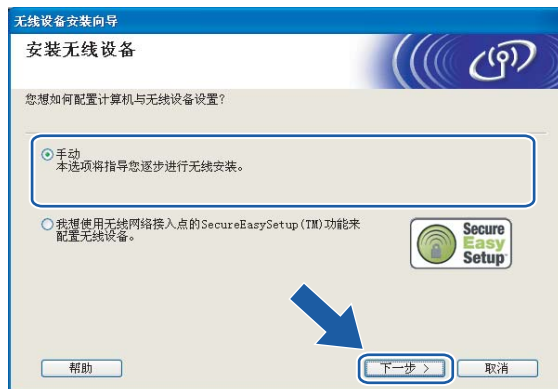 无线设备安装向导
安装无线设备
您想如何配置计算机与无线设备设置?
手动
本选项将指导您逐步进行无线安装。
我想使用无线网络接入点的SecureEasySetup(TM)功能来
配置无线设备。
Secure
Easy
Setup
帮助
下一步 >
取消